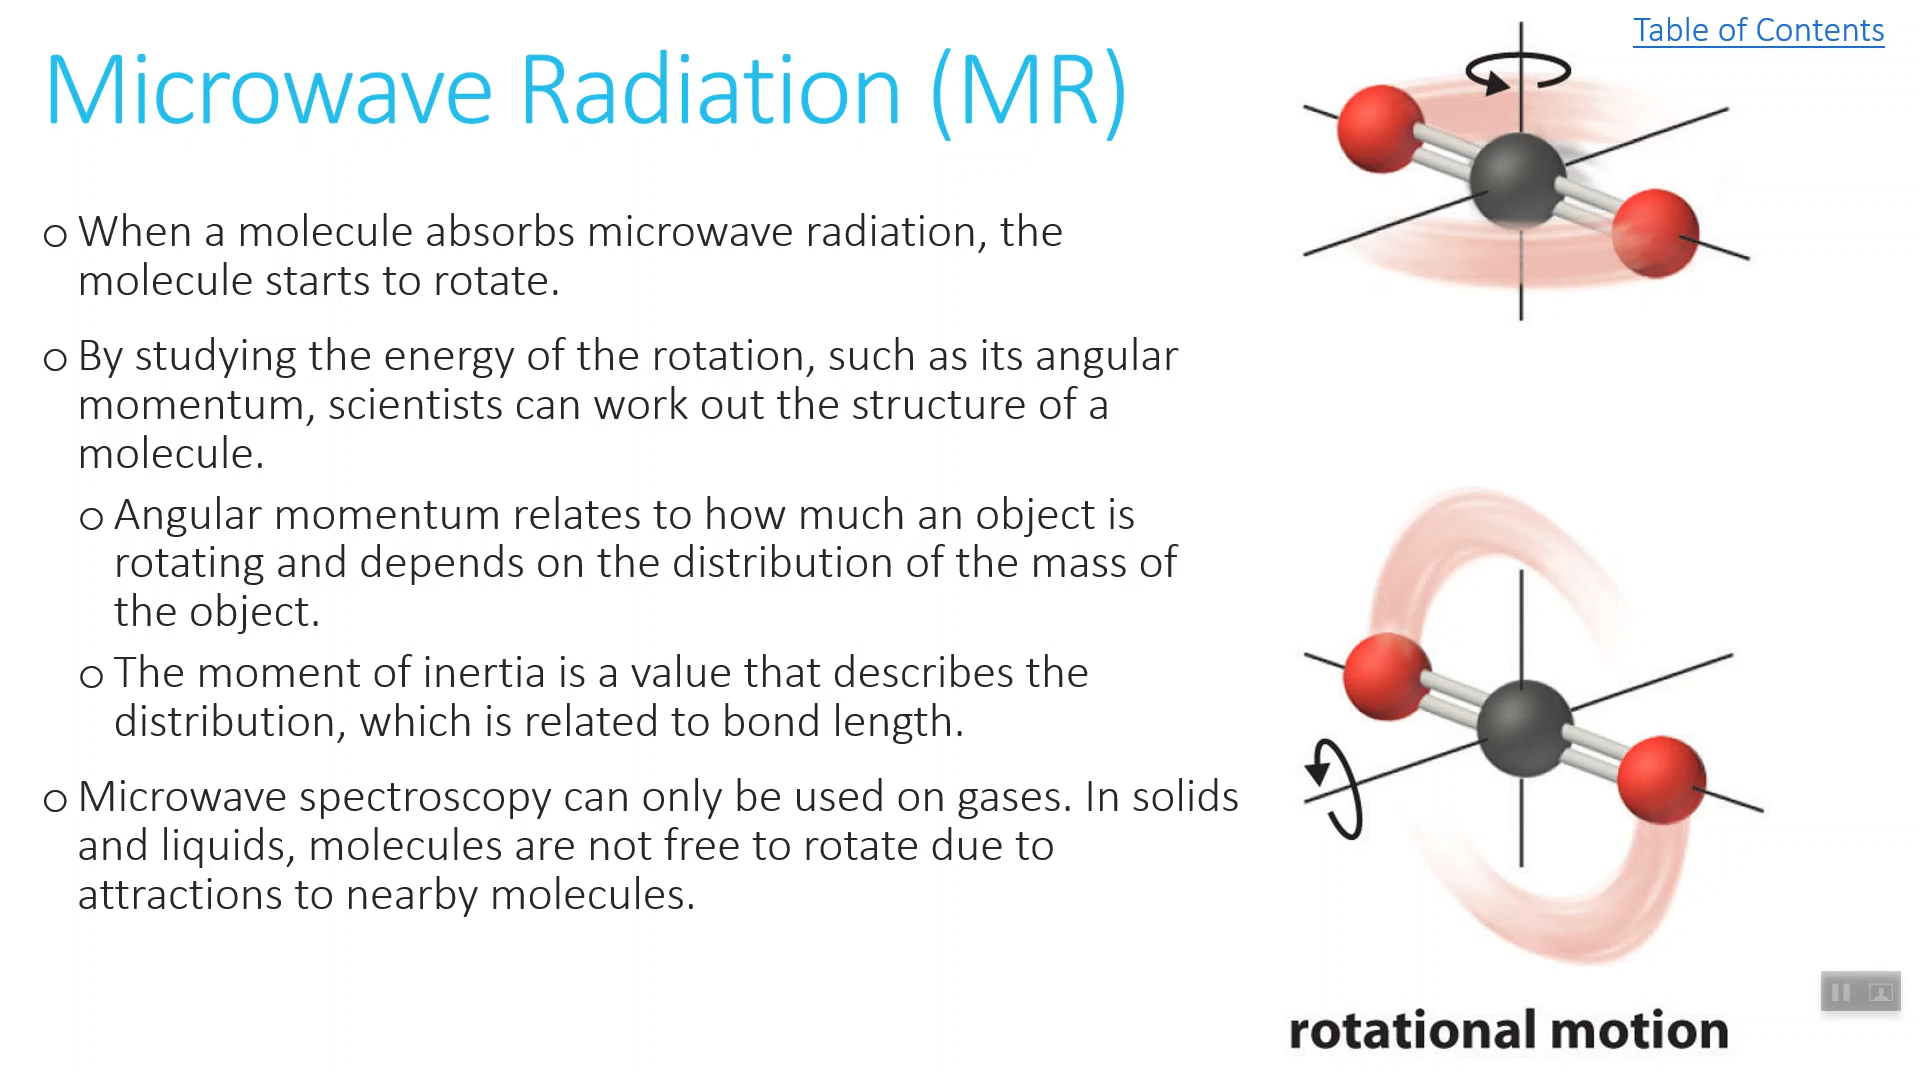 Table of Contents
Microwave Radiation (MR)
o When a molecule absorbs microwave radiation, the
molecule starts to rotate.
o By studying the energy of the rotation, such as its angular
momentum, scientists can work out the structure of a
molecule.
o Angular momentum relates to how much an object is
rotating and depends on the distribution of the mass of
the object.
o The moment of inertia is a value that describes the
distribution, which is related to bond length.
o Microwave spectroscopy can only be used on gases. In solids
and liquids, molecules are not free to rotate due to
attractions to nearby molecules.
rotational motion